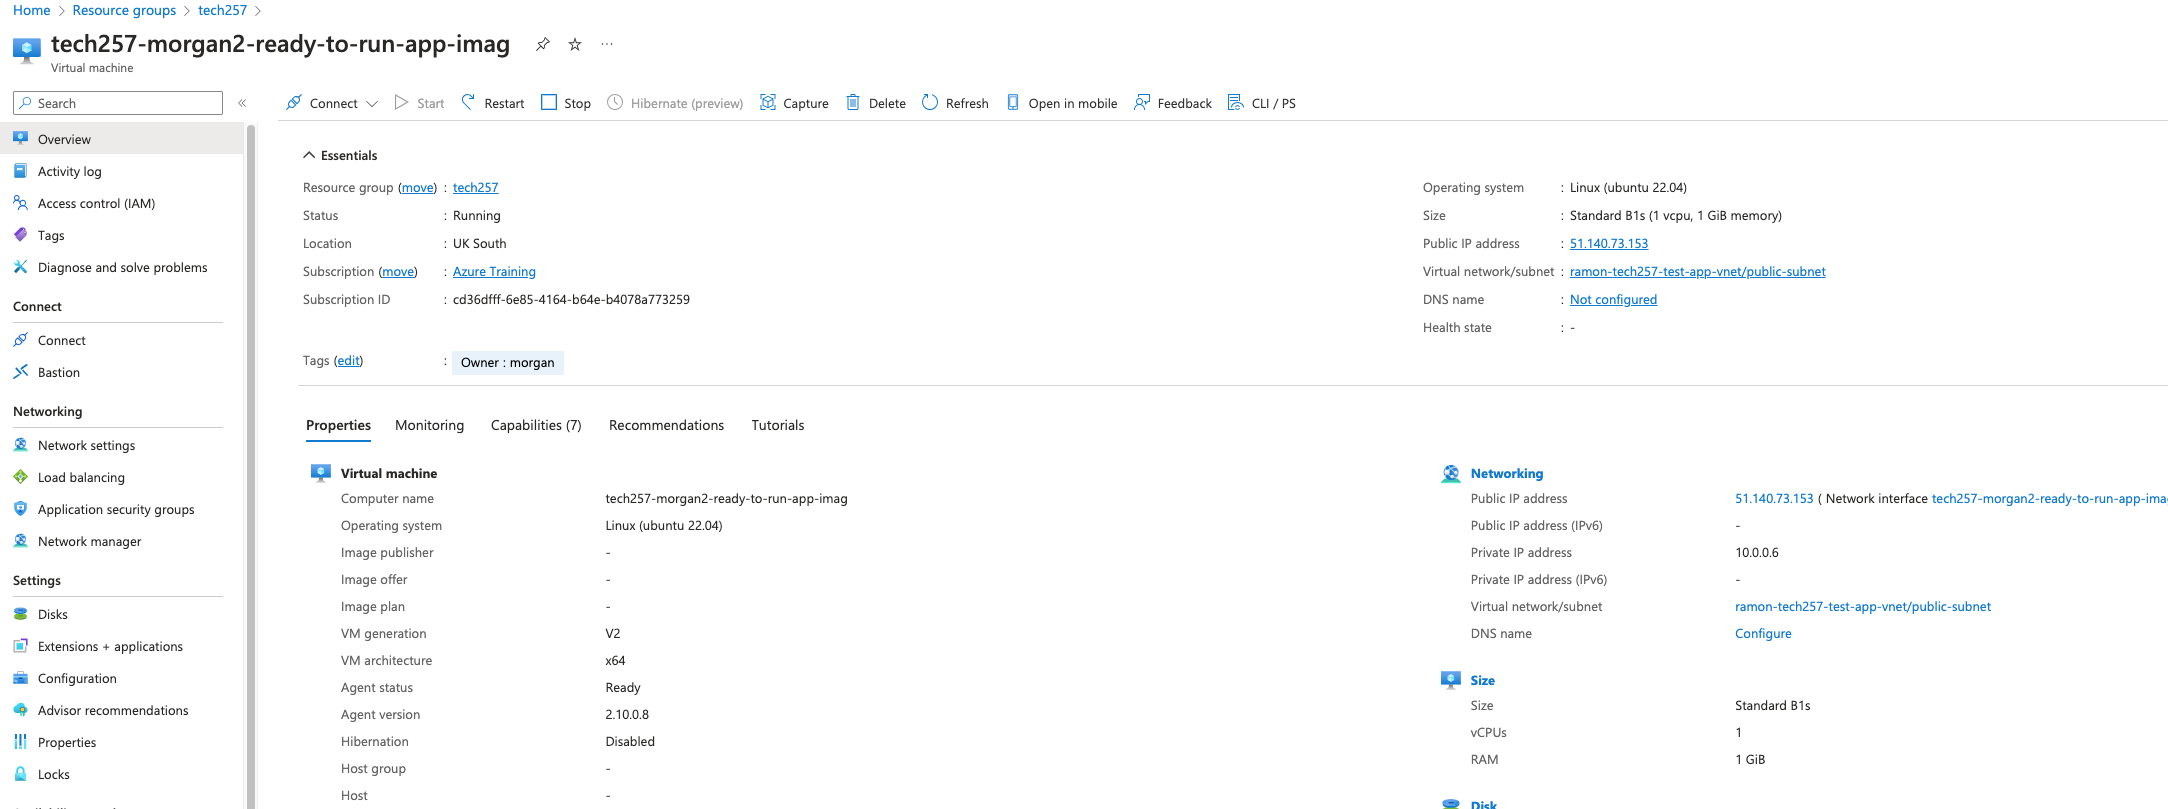 Home > Resource groups > tech257 >
tech257-morgan2-ready-to-run-app-imag
Virtual machine
Search
Connect Start Restart Stop Hibernate (preview) Capture Delete Refresh Open in mobile Feedback CLI / PS
Overview
Activity log
Access control (IAM)
Tags
Diagnose and solve problems
Connect
Connect
Bastion
Networking
Network settings
Load balancing
Application security groups
Network manager
Settings
Disks
Extensions + applications
Configuration
Advisor recommendations
Properties
Locks
Essentials
Resource group (move) : tech257
Status : Running
Location : UK South
Subscription (move) : Azure Training
Subscription ID : cd36dfff-6e85-4164-b64e-b4078a773259
Operating system : Linux (ubuntu 22.04)
Size : Standard B1s (1 vcpu, 1 GiB memory)
Public IP address : 51.140.73.153
Virtual network/subnet : ramon-tech257-test-app-vnet/public-subnet
DNS name : Not configured
Health state : -
Tags (edit) : Owner : morgan
Properties Monitoring Capabilities (7) Recommendations Tutorials
Virtual machine
Computer name tech257-morgan2-ready-to-run-app-imag
Operating system Linux (ubuntu 22.04)
Image publisher -
Image offer -
Image plan -
VM generation V2
VM architecture x64
Agent status Ready
Agent version 2.10.0.8
Hibernation Disabled
Host group -
Host -
Networking
Public IP address 51.140.73.153 ( Network interface tech257-morgan2-ready-to-run-app-imag
Public IP address (IPv6) -
Private IP address 10.0.0.6
Private IP address (IPv6) -
Virtual network/subnet ramon-tech257-test-app-vnet/public-subnet
DNS name Configure
Size
Size Standard B1s
vCPUs 1
RAM 1 GiB
Disk